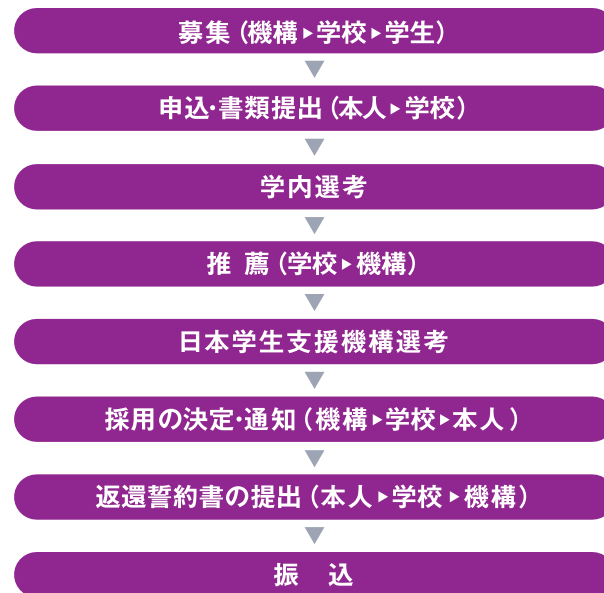 募集（機構▶学校▶学生）
申込・書類提出（本人▶学校）
学内選考
推 薦（学校▶機構）
日本学生支援機構選考
採用の決定・通知（機構▶学校▶本人）
返還誓約書の提出（本人▶学校▶機構）
振 込